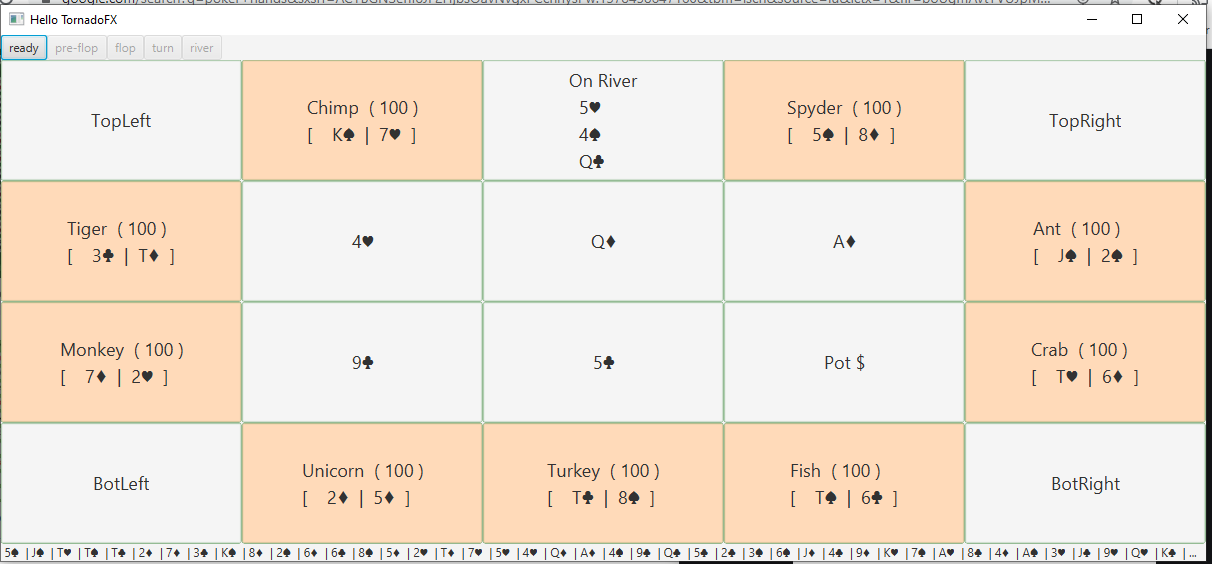 Hello TornadoFX
ready pre-flop flop turn river
TopLeft
Chimp ( 100 )
[ K♠ | 7♥ ]
On River
5♥
4♠
Q♣
Spyder ( 100 )
[ 5♠ | 8♦ ]
TopRight
Tiger ( 100 )
[ 3♣ | T♦ ]
4♥
Q♦
A♦
Ant ( 100 )
[ J♠ | 2♠ ]
Monkey ( 100 )
[ 7♦ | 2♥ ]
9♣
5♣
Pot $
Crab ( 100 )
[ T♥ | 6♦ ]
BotLeft
Unicorn ( 100 )
[ 2♦ | 5♦ ]
Turkey ( 100 )
[ T♣ | 8♠ ]
Fish ( 100 )
[ T♠ | 6♣ ]
BotRight
5♠ | J♠ | T♥ | T♠ | T♣ | 2♦ | 7♦ | 3♣ | K♠ | 8♦ | 2♠ | 6♦ | 6♣ | 8♠ | 5♦ | 2♥ | T♦ | 7♥ | 5♥ | 4♥ | Q♦ | A♦ | 4♠ | 9♣ | Q♣ | 5♣ | 2♣ | 3♠ | 6♠ | J♦ | 4♣ | 9♦ | K♥ | 7♠ | A♥ | 8♣ | 4♦ | A♠ | 3♥ | J♣ | 9♥ | Q♥ | K♣ | ...